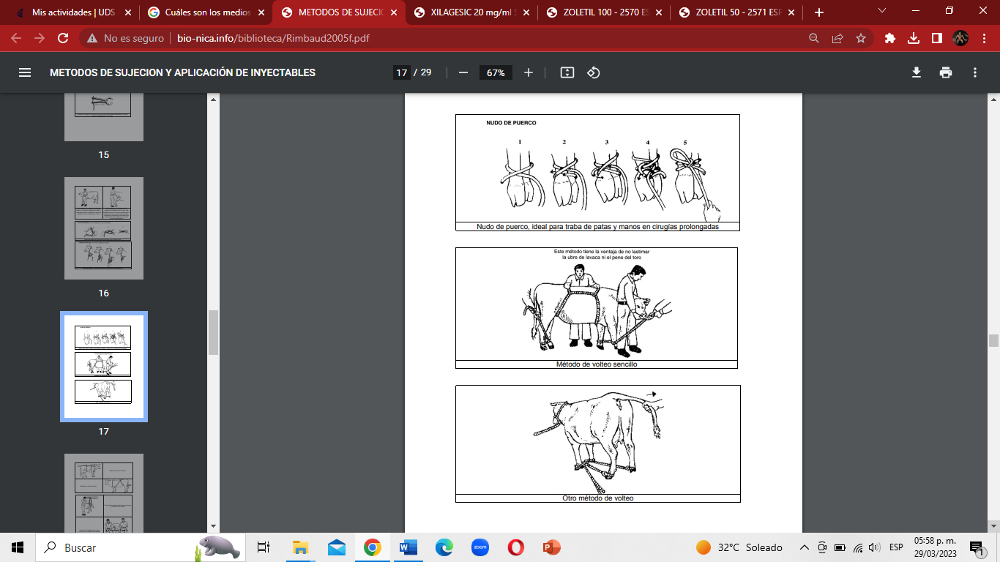 Mis actividades | UDS
Cuáles son los medios
METODOS DE SUJECIO
XILAGESIC 20 mg/ml S
ZOLETIL 100 - 2570 ES
ZOLETIL 50 - 2571 ESP
No es seguro
bio-nica.info/biblioteca/Rimbaud2005f.pdf
METODOS DE SUJECION Y APLICACIÓN DE INYECTABLES
17 / 29
67%
15
16
17
NUDO DE PUERCO
1 2 3 4 5
Nudo de puerco, ideal para traba de patas y manos en cirugías prolongadas
Este método tiene la ventaja de no lastimar
la ubre de lavaca ni el pene del toro
Método de volteo sencillo
Otro método de volteo
Buscar
zoom
32°C Soleado
ESP
05:58 p. m.
29/03/2023
1